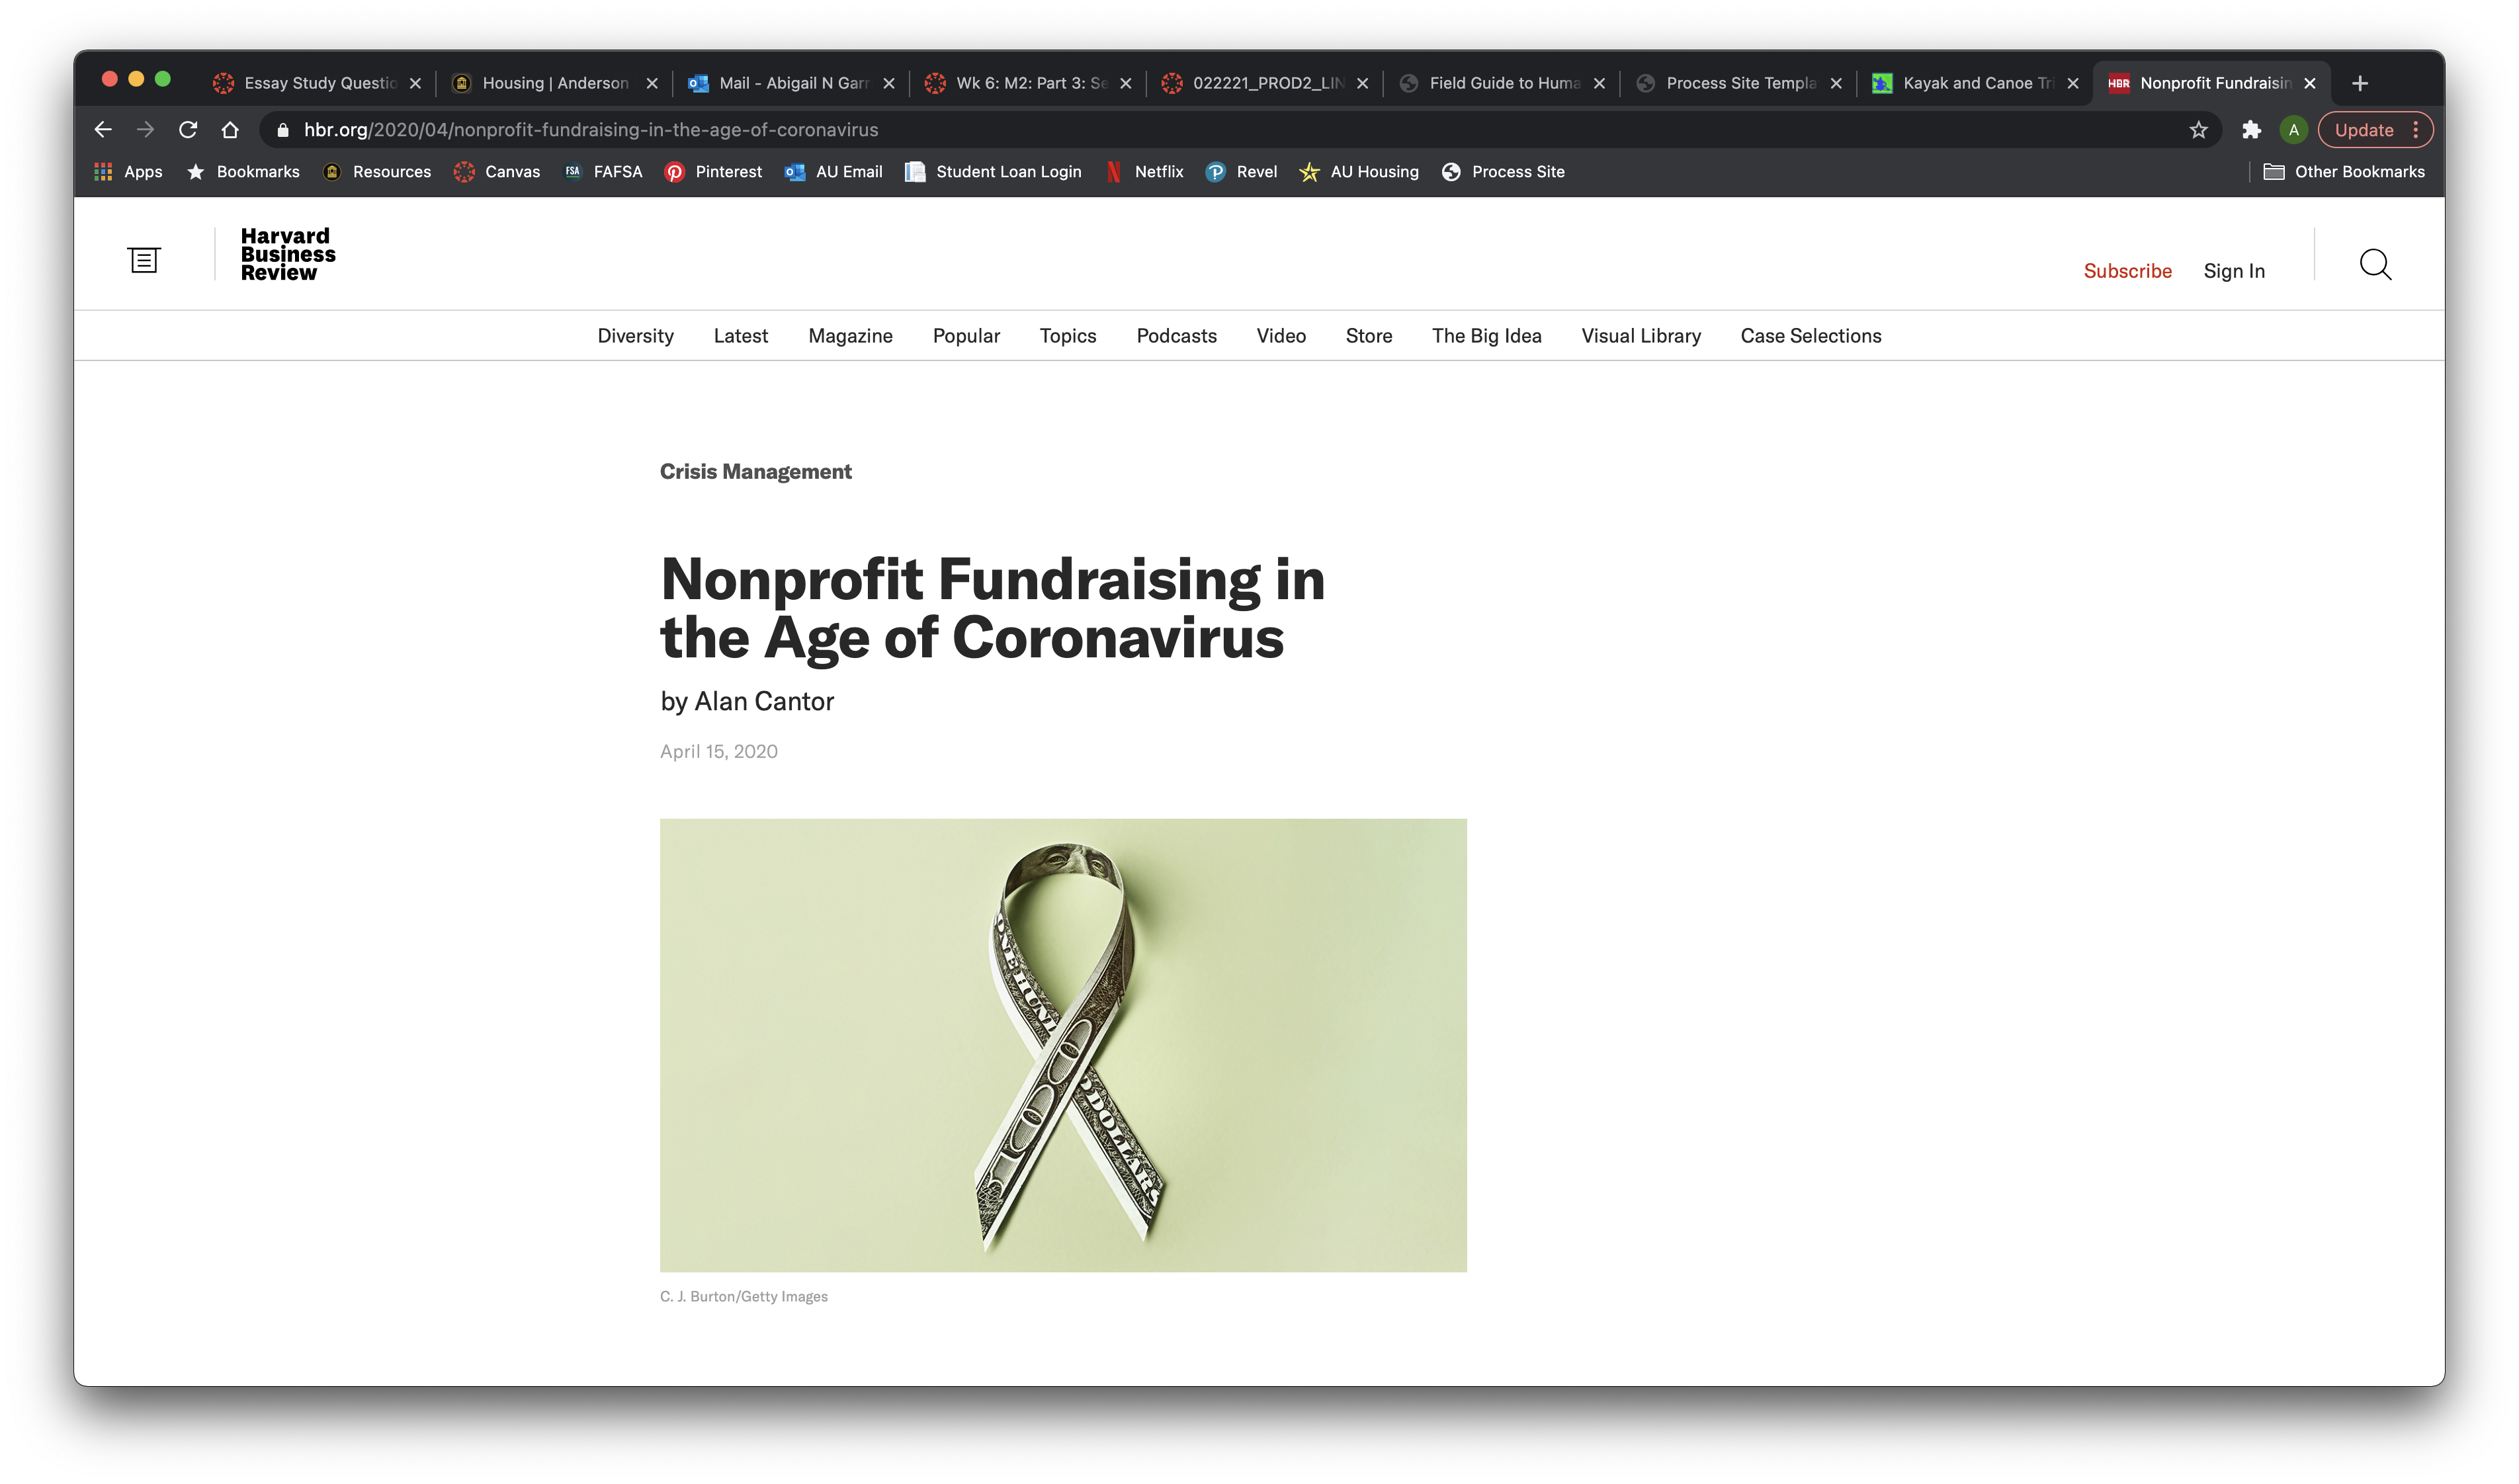 Essay Study Questio
Housing | Anderson
Mail - Abigail N Garr
Wk 6: M2: Part 3: Se
022221_PROD2_LIN
Field Guide to Huma
Process Site Templa
Kayak and Canoe Tri
HBR Nonprofit Fundraisin
hbr.org/2020/04/nonprofit-fundraising-in-the-age-of-coronavirus
A
Update
Apps
Bookmarks
Resources
Canvas
FSA FAFSA
Pinterest
AU Email
Student Loan Login
Netflix
Revel
AU Housing
Process Site
Other Bookmarks
Harvard
Business
Review
Subscribe
Sign In
Diversity
Latest
Magazine
Popular
Topics
Podcasts
Video
Store
The Big Idea
Visual Library
Case Selections
Crisis Management
Nonprofit Fundraising in
the Age of Coronavirus
by Alan Cantor
April 15, 2020
ONE HUND
100
DOLLARS
C. J. Burton/Getty Images